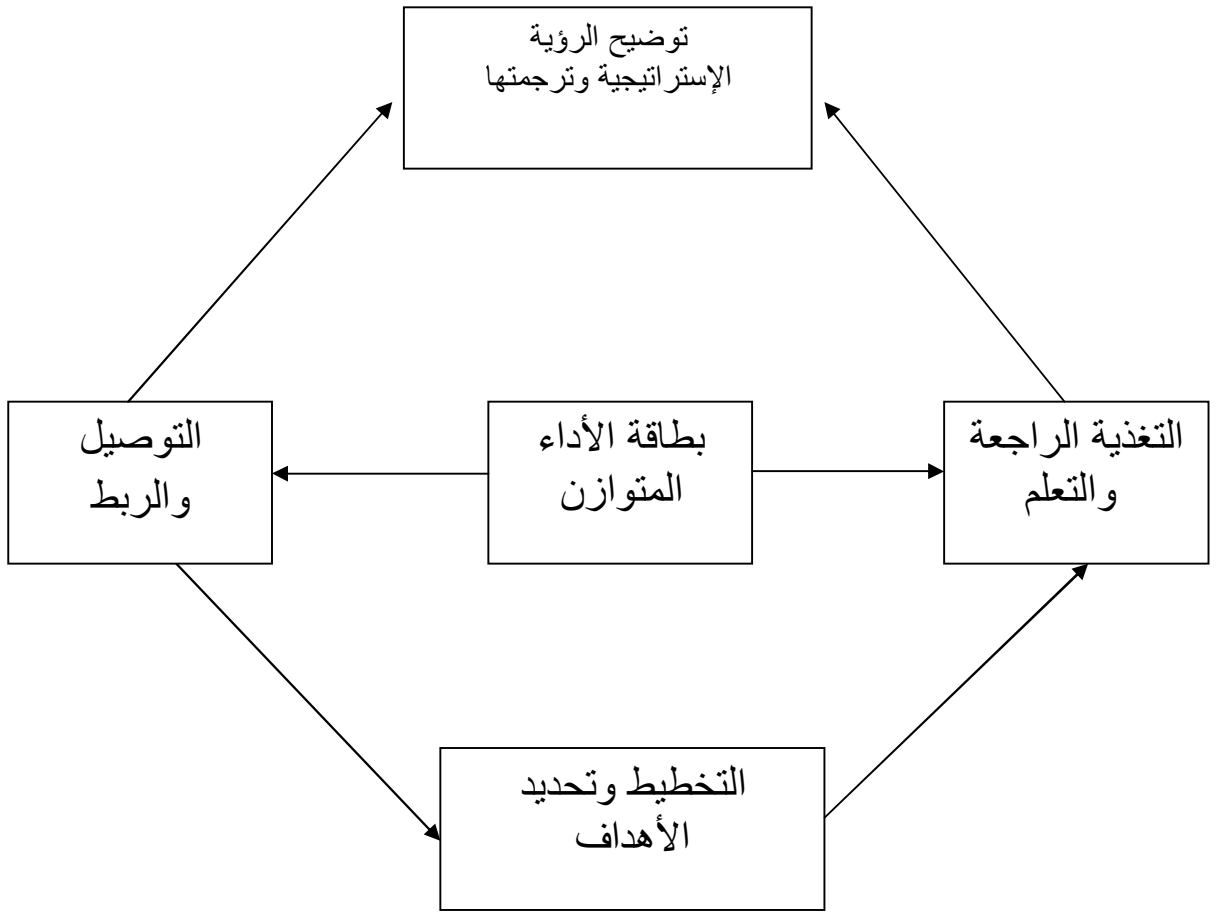 توضيح الرؤية
الإستراتيجية وترجمتها
التغذية الراجعة
والتعلم
بطاقة الأداء
المتوازن
التوصيل
والربط
التخطيط وتحديد
الأهداف